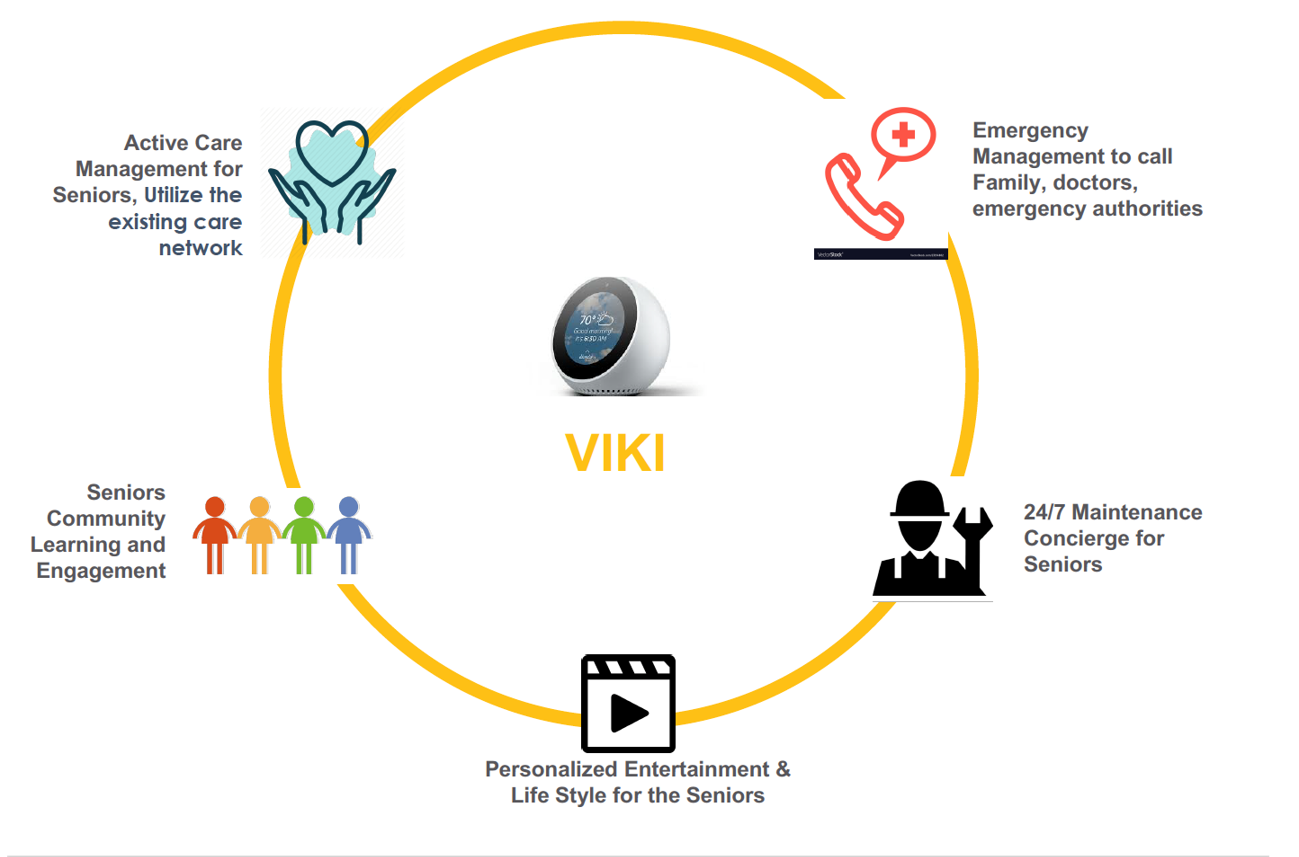 Active Care
Management for
Seniors, Utilize the
existing care
network
Emergency
Management to call
Family, doctors,
emergency authorities
VectorStock
70°
Good morning!
It's 8:30 AM
VIKI
Seniors
Community
Learning and
Engagement
24/7 Maintenance
Concierge for
Seniors
Personalized Entertainment &
Life Style for the Seniors